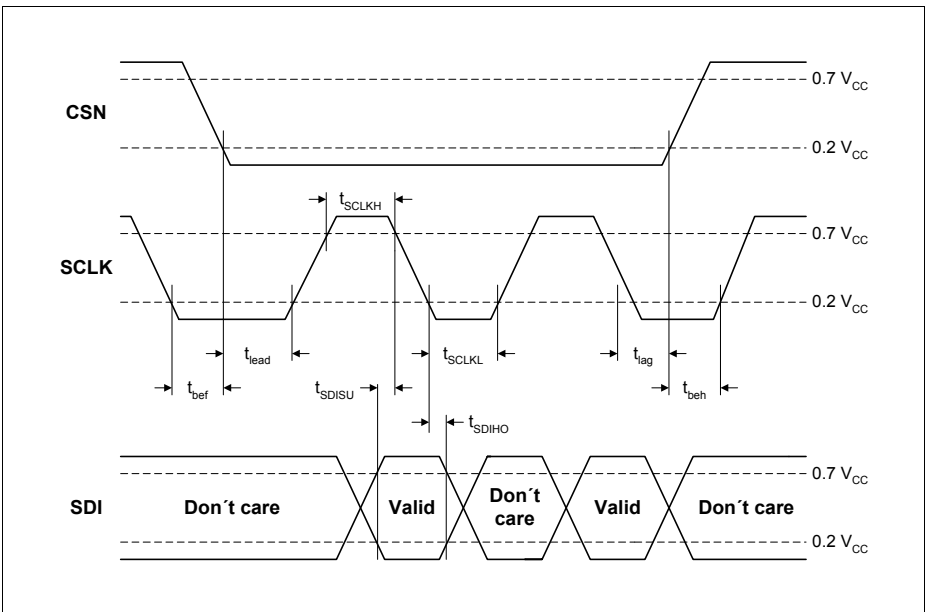 0.7 V_CC
CSN
0.2 V_CC
t_SCLKH
0.7 V_CC
SCLK
0.2 V_CC
t_lead
t_SCLKL
t_lag
t_bef
t_SDISU
t_beh
t_SDIHO
0.7 V_CC
SDI
Don´t care
Valid
Don´t
care
Valid
Don´t care
0.2 V_CC